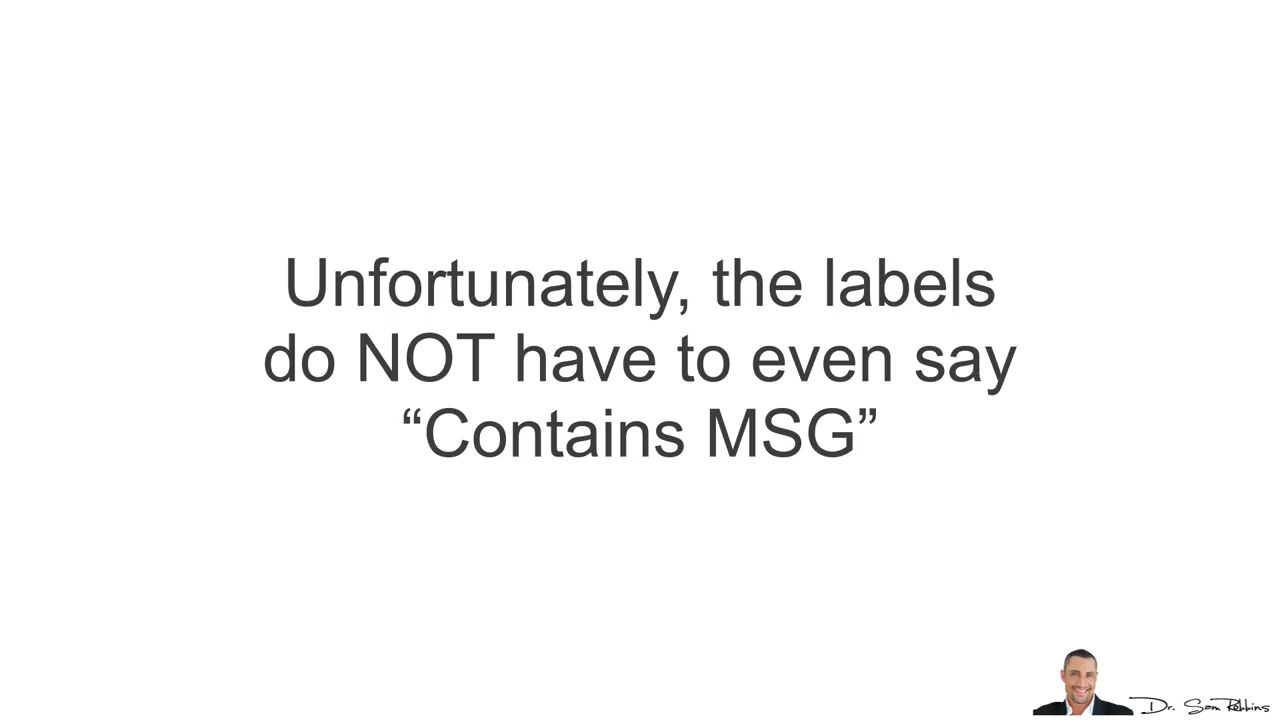 Unfortunately, the labels
do NOT have to even say
“Contains MSG”
Dr. Sam Robbins